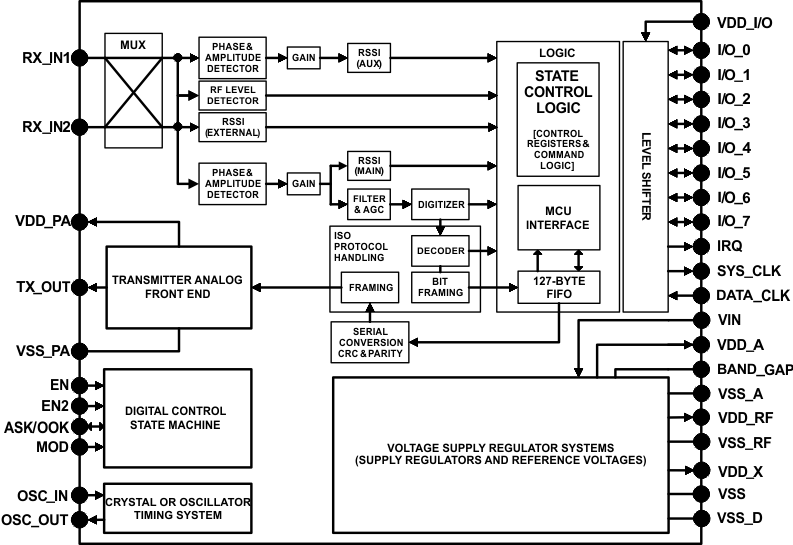 RX_IN1
RX_IN2
VDD_PA
TX_OUT
VSS_PA
EN
EN2
ASK/OOK
MOD
OSC_IN
OSC_OUT
MUX
PHASE &
AMPLITUDE
DETECTOR
GAIN
RSSI
(AUX)
RF LEVEL
DETECTOR
RSSI
(EXTERNAL)
PHASE &
AMPLITUDE
DETECTOR
GAIN
RSSI
(MAIN)
FILTER
& AGC
DIGITIZER
ISO
PROTOCOL
HANDLING
DECODER
FRAMING
BIT
FRAMING
SERIAL
CONVERSION
CRC & PARITY
TRANSMITTER ANALOG
FRONT END
DIGITAL CONTROL
STATE MACHINE
CRYSTAL OR OSCILLATOR
TIMING SYSTEM
LOGIC
STATE
CONTROL
LOGIC
[CONTROL
REGISTERS &
COMMAND
LOGIC]
MCU
INTERFACE
127-BYTE
FIFO
LEVEL SHIFTER
VOLTAGE SUPPLY REGULATOR SYSTEMS
(SUPPLY REGULATORS AND REFERENCE VOLTAGES)
VDD_I/O
I/O_0
I/O_1
I/O_2
I/O_3
I/O_4
I/O_5
I/O_6
I/O_7
IRQ
SYS_CLK
DATA_CLK
VIN
VDD_A
BAND_GAP
VSS_A
VDD_RF
VSS_RF
VDD_X
VSS
VSS_D